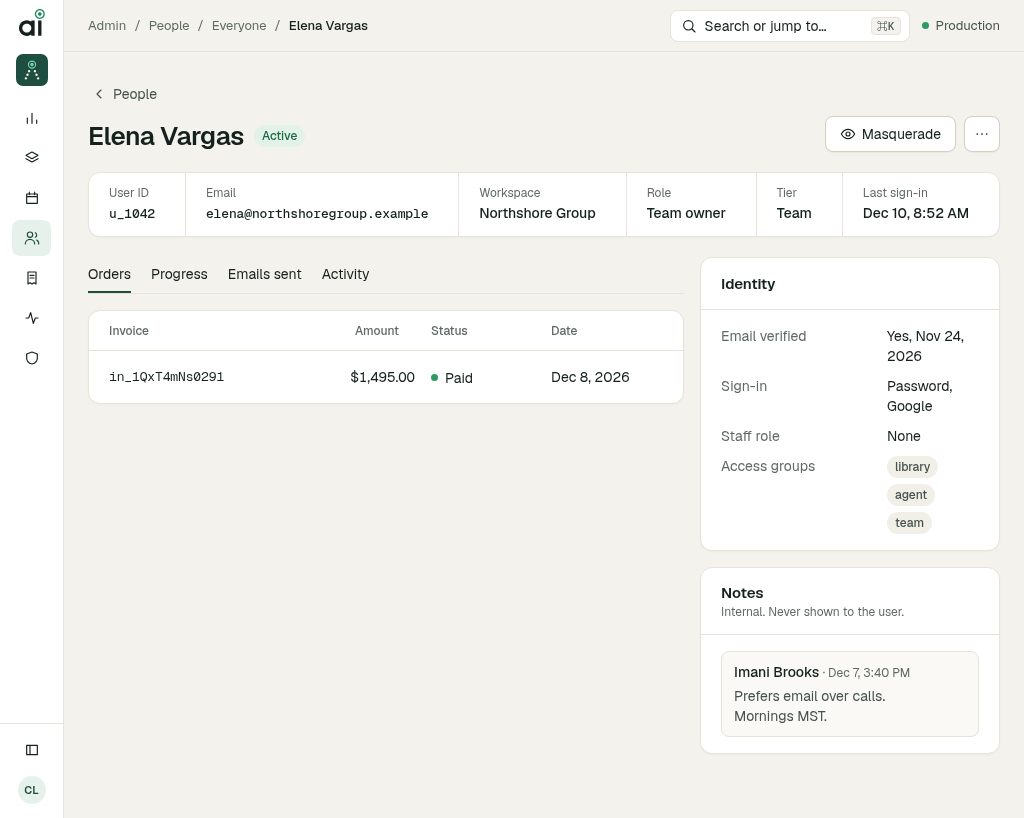 ai
Admin / People / Everyone / Elena Vargas
Search or jump to… ⌘K
Production
People
Elena Vargas Active
Masquerade
···
User ID Email Workspace Role Tier Last sign-in
u_1042 elena@northshoregroup.example Northshore Group Team owner Team Dec 10, 8:52 AM
Orders Progress Emails sent Activity
Invoice Amount Status Date
in_1QxT4mNs0291 $1,495.00 Paid Dec 8, 2026
Identity
Email verified Yes, Nov 24,
2026
Sign-in Password,
Google
Staff role None
Access groups library
agent
team
Notes
Internal. Never shown to the user.
Imani Brooks · Dec 7, 3:40 PM
Prefers email over calls.
Mornings MST.
CL